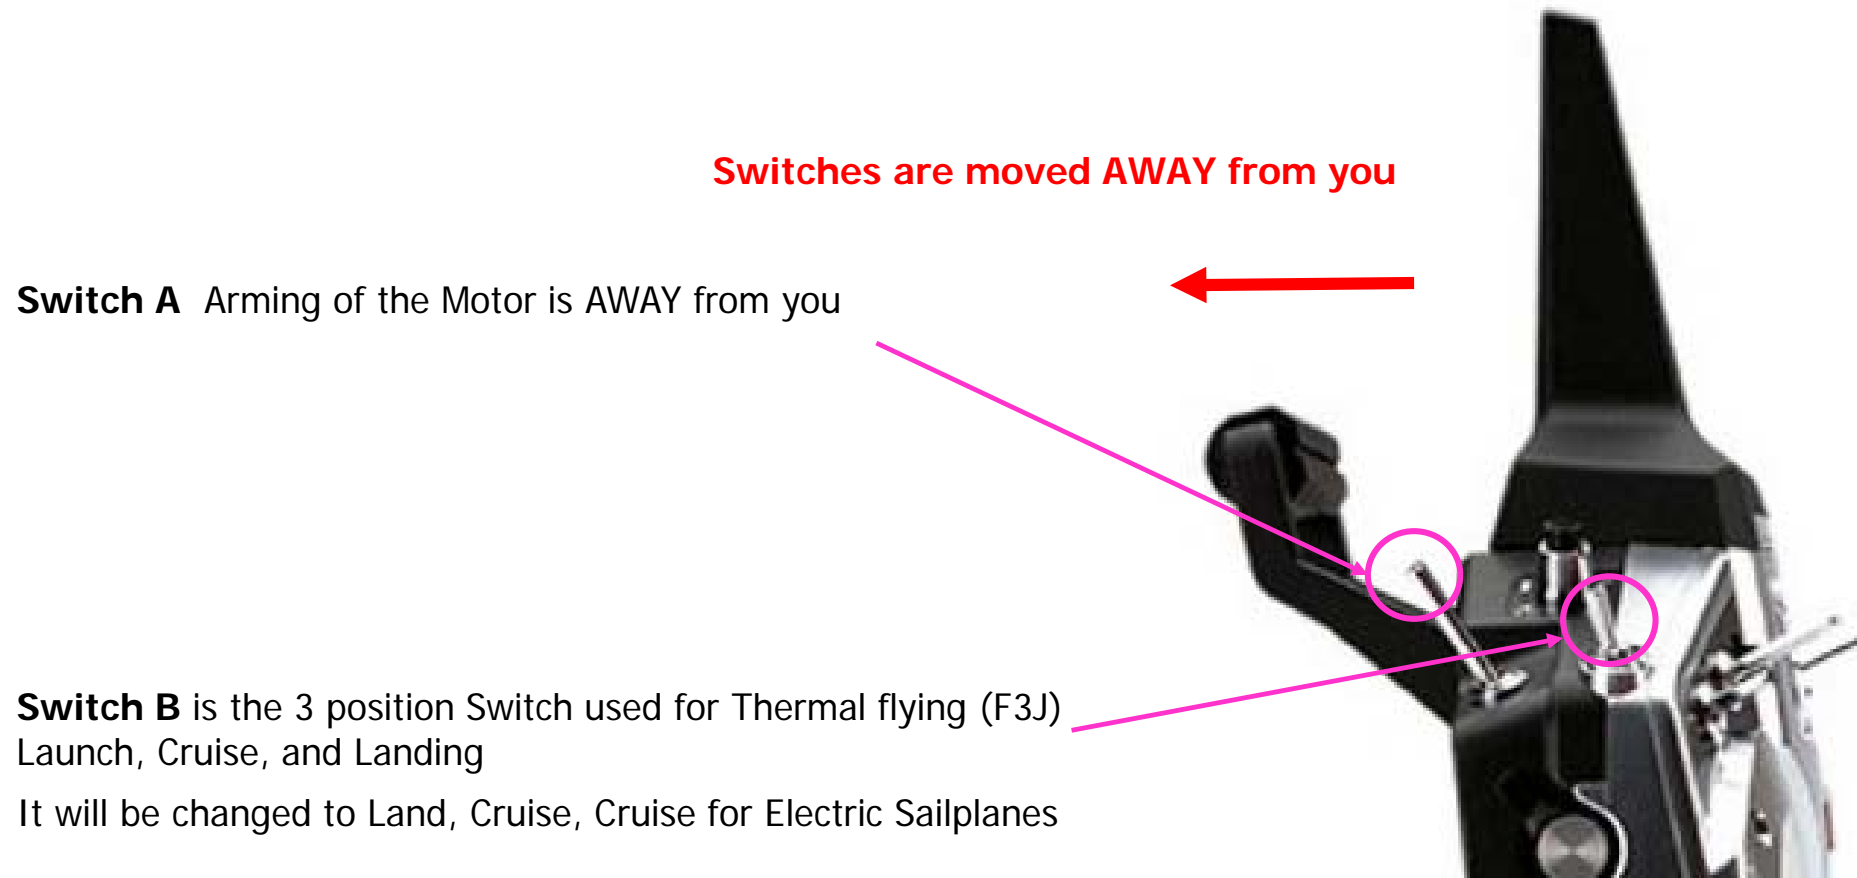 Switches are moved AWAY from you
Switch A Arming of the Motor is AWAY from you
Switch B is the 3 position Switch used for Thermal flying (F3J)
Launch, Cruise, and Landing
It will be changed to Land, Cruise, Cruise for Electric Sailplanes